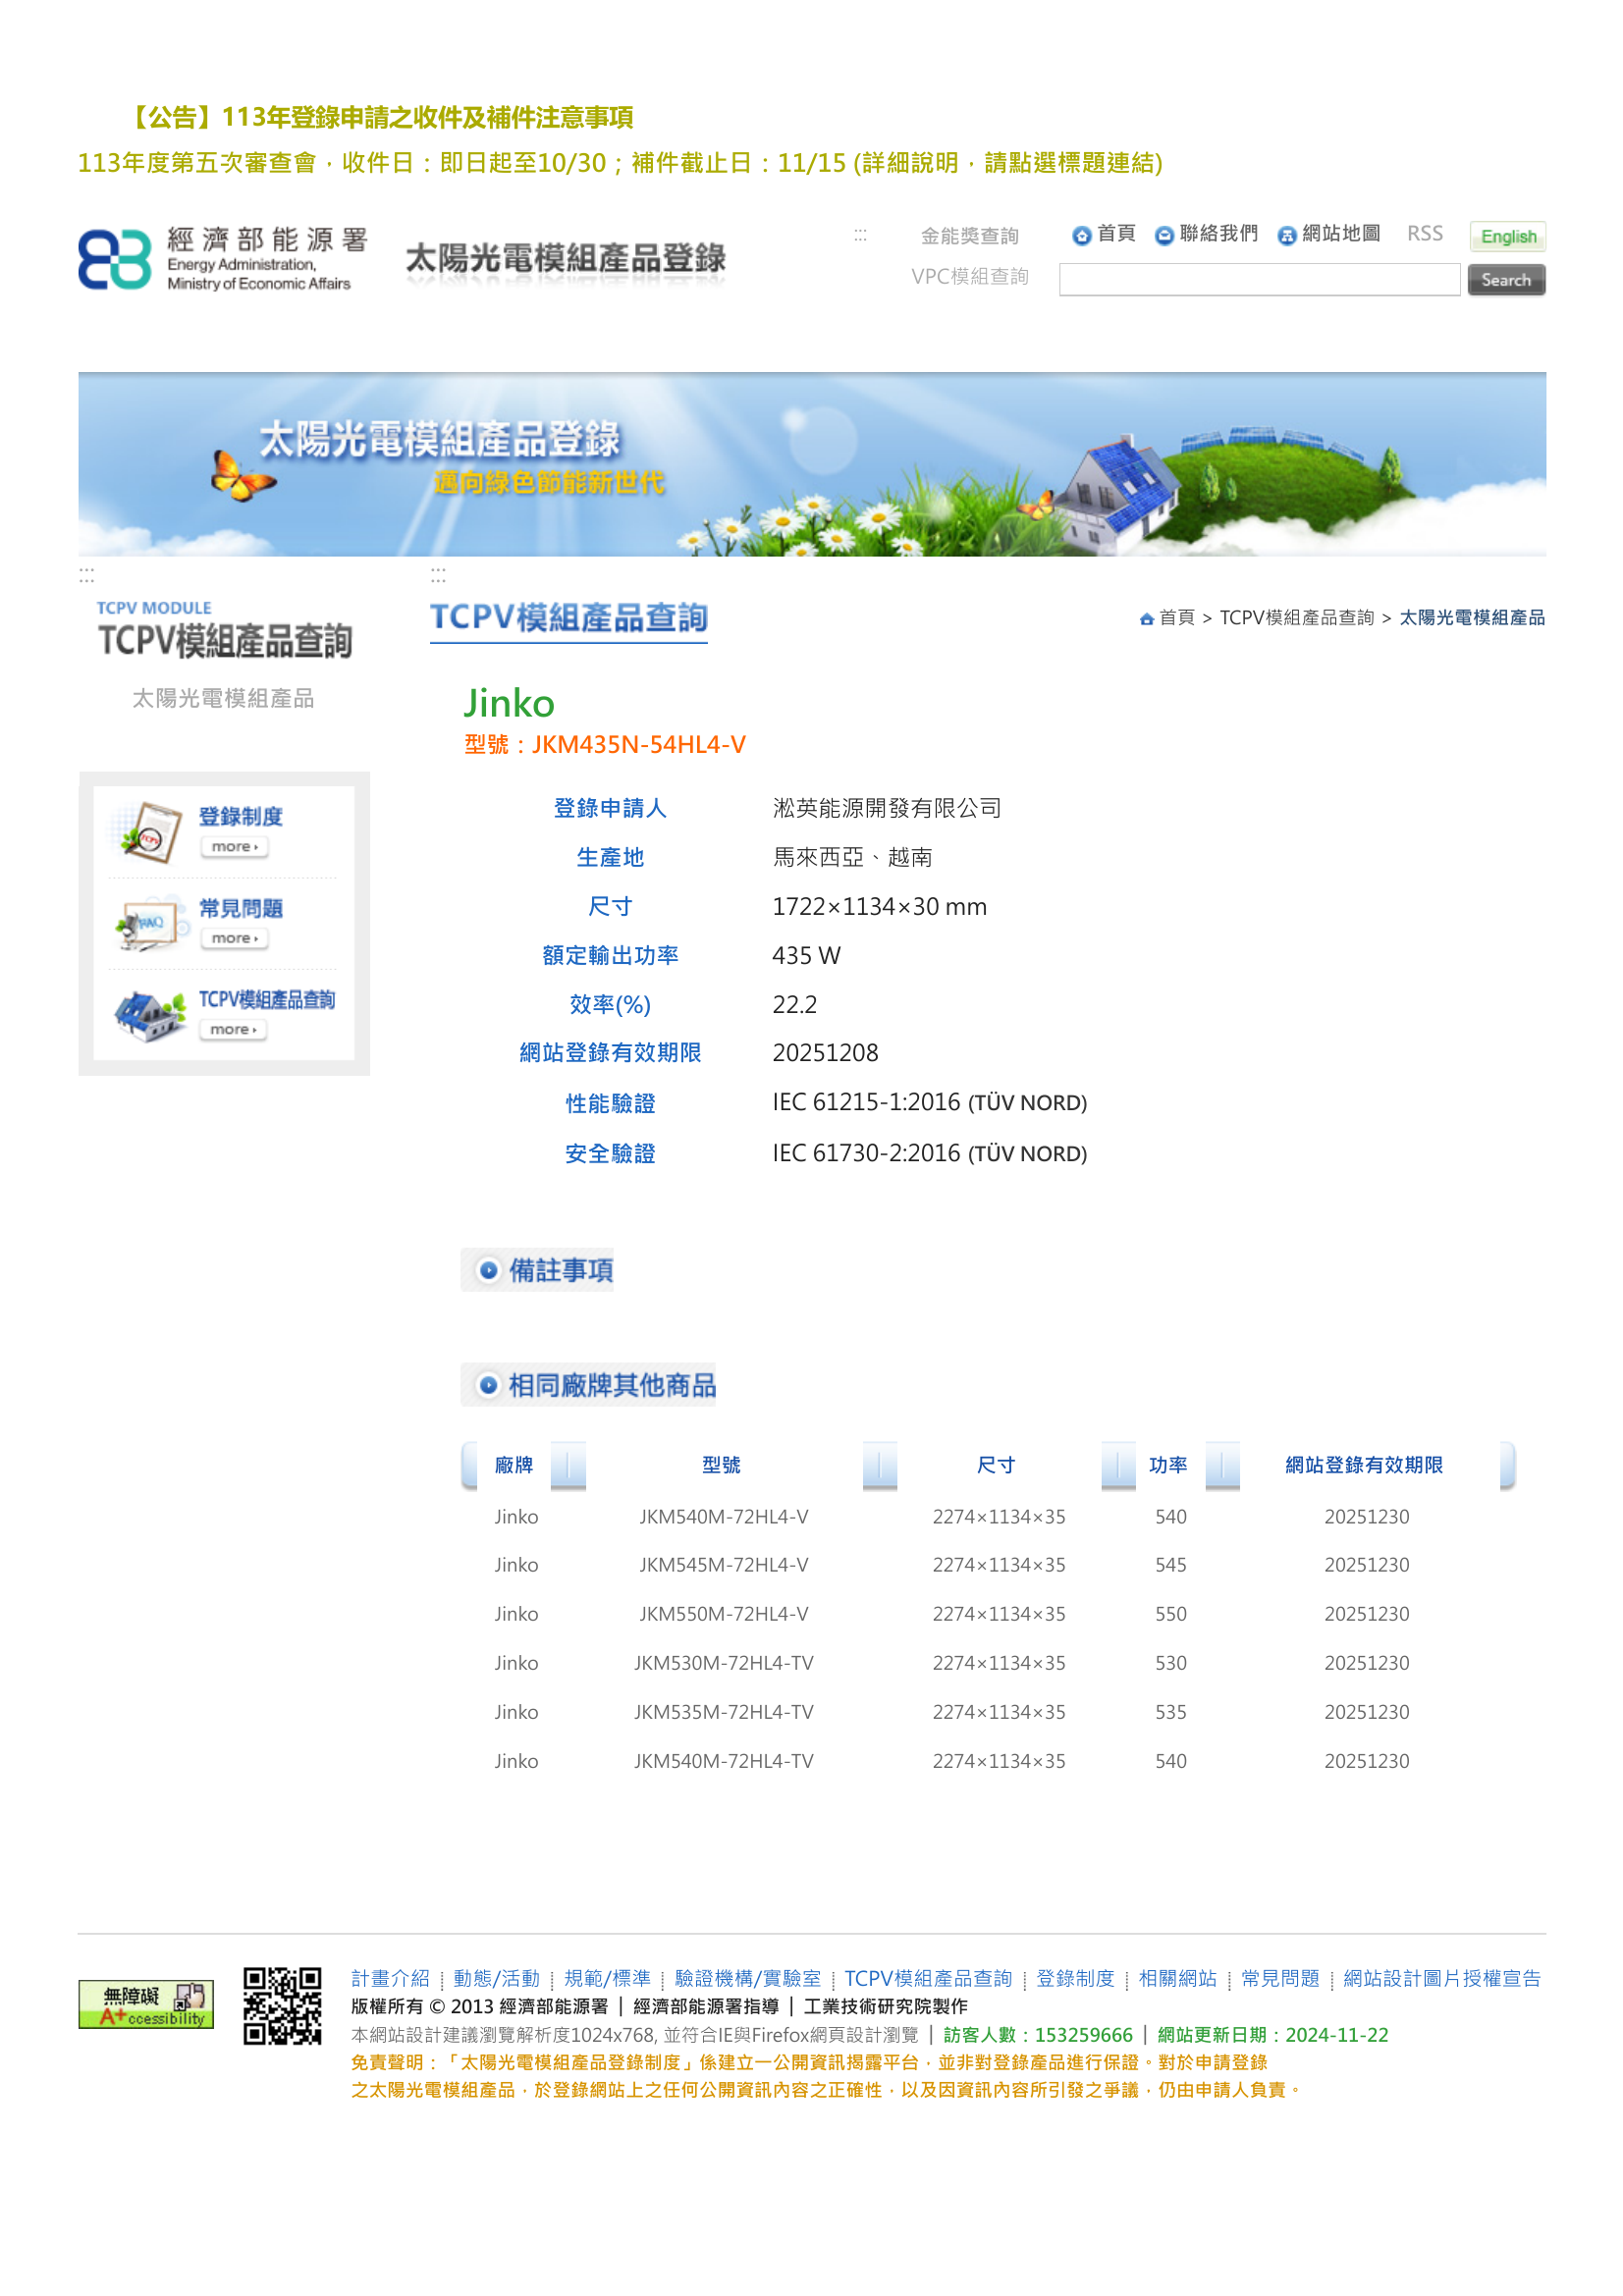 【公告】113年登錄申請之收件及補件注意事項
113年度第五次審查會，收件日：即日起至10/30；補件截止日：11/15 (詳細說明，請點選標題連結)
經濟部能源署
Energy Administration,
Ministry of Economic Affairs
太陽光電模組產品登錄
:::
金能獎查詢
首頁 聯絡我們 網站地圖 RSS English
VPC模組查詢
Search
太陽光電模組產品登錄
邁向綠色節能新世代
:::
:::
TCPV MODULE
TCPV模組產品查詢
太陽光電模組產品
登錄制度
more
常見問題
more
TCPV模組產品查詢
more
TCPV模組產品查詢
首頁 > TCPV模組產品查詢 > 太陽光電模組產品
Jinko
型號：JKM435N-54HL4-V
登錄申請人 淞英能源開發有限公司
生產地 馬來西亞、越南
尺寸 1722×1134×30 mm
額定輸出功率 435 W
效率(%) 22.2
網站登錄有效期限 20251208
性能驗證 IEC 61215-1:2016 (TÜV NORD)
安全驗證 IEC 61730-2:2016 (TÜV NORD)
備註事項
相同廠牌其他商品
廠牌 型號 尺寸 功率 網站登錄有效期限
Jinko JKM540M-72HL4-V 2274×1134×35 540 20251230
Jinko JKM545M-72HL4-V 2274×1134×35 545 20251230
Jinko JKM550M-72HL4-V 2274×1134×35 550 20251230
Jinko JKM530M-72HL4-TV 2274×1134×35 530 20251230
Jinko JKM535M-72HL4-TV 2274×1134×35 535 20251230
Jinko JKM540M-72HL4-TV 2274×1134×35 540 20251230
無障礙
A+ccessibility
計畫介紹 ┊ 動態/活動 ┊ 規範/標準 ┊ 驗證機構/實驗室 ┊ TCPV模組產品查詢 ┊ 登錄制度 ┊ 相關網站 ┊ 常見問題 ┊ 網站設計圖片授權宣告
版權所有 © 2013 經濟部能源署 │ 經濟部能源署指導 │ 工業技術研究院製作
本網站設計建議瀏覽解析度1024x768, 並符合IE與Firefox網頁設計瀏覽 │ 訪客人數：153259666 │ 網站更新日期：2024-11-22
免責聲明：「太陽光電模組產品登錄制度」係建立一公開資訊揭露平台，並非對登錄產品進行保證。對於申請登錄
之太陽光電模組產品，於登錄網站上之任何公開資訊內容之正確性，以及因資訊內容所引發之爭議，仍由申請人負責。